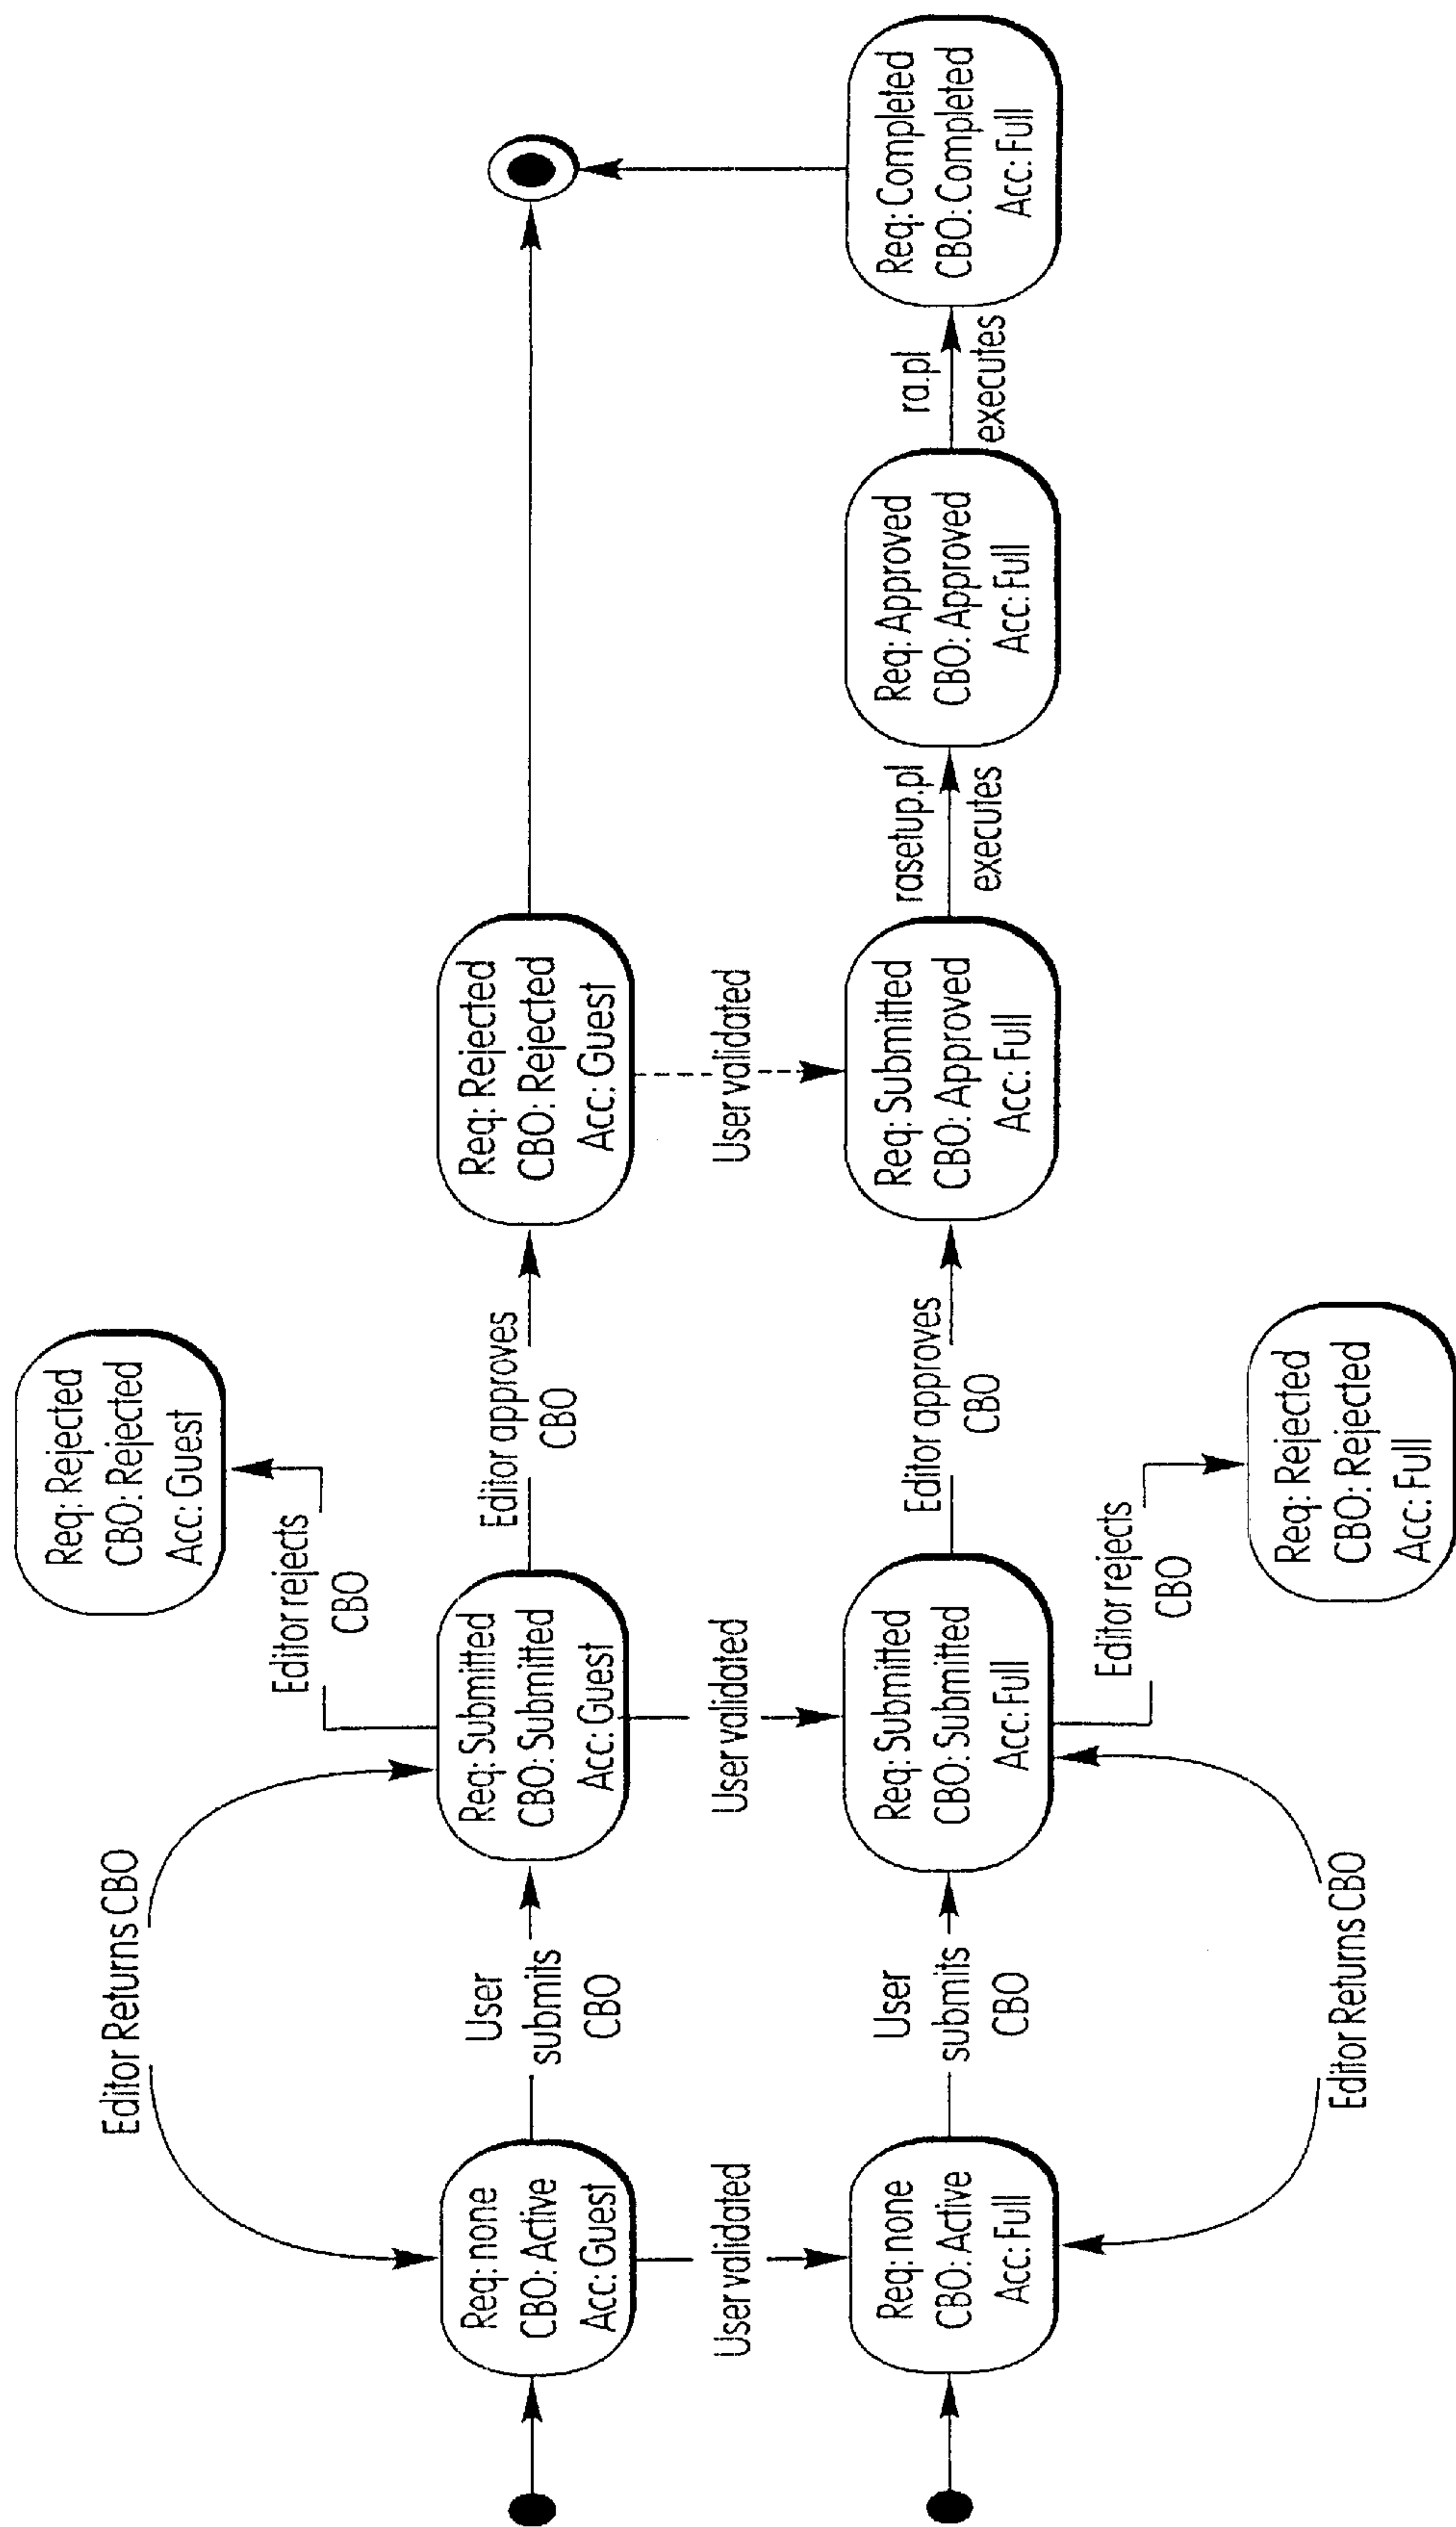 Editor Returns CBO
Editor rejects
CBO
Req: Rejected
CBO: Rejected
Acc: Guest
Req: none
CBO: Active
Acc: Guest
User
submits
CBO
Req: Submitted
CBO: Submitted
Acc: Guest
Editor approves
CBO
Req: Rejected
CBO: Rejected
Acc: Guest
User validated
User validated
User validated
Req: none
CBO: Active
Acc: Full
User
submits
CBO
Req: Submitted
CBO: Submitted
Acc: Full
Editor approves
CBO
Req: Submitted
CBO: Approved
Acc: Full
rasetup.pl
executes
Req: Approved
CBO: Approved
Acc: Full
ra.pl
executes
Req: Completed
CBO: Completed
Acc: Full
Editor rejects
CBO
Req: Rejected
CBO: Rejected
Acc: Full
Editor Returns CBO